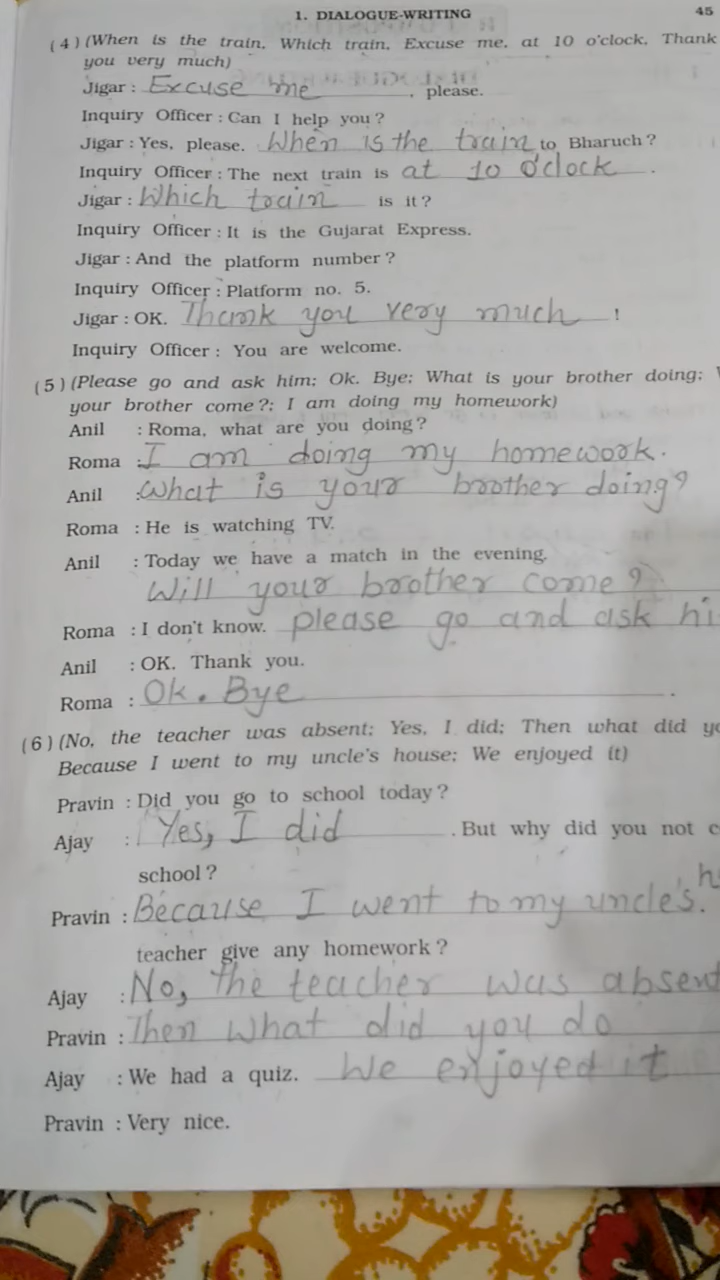 1. DIALOGUE-WRITING 45
(4) (When is the train, Which train, Excuse me, at 10 o'clock, Thank
you very much)
Jigar : Excuse me, please.
Inquiry Officer : Can I help you?
Jigar : Yes, please. When is the train to Bharuch?
Inquiry Officer : The next train is at 10 o'clock.
Jigar : Which train is it?
Inquiry Officer : It is the Gujarat Express.
Jigar : And the platform number?
Inquiry Officer : Platform no. 5.
Jigar : OK. Thank you very much!
Inquiry Officer : You are welcome.
(5) (Please go and ask him; Ok. Bye; What is your brother doing;
your brother come?; I am doing my homework)
Anil : Roma, what are you doing?
Roma : I am doing my homework.
Anil : What is your brother doing?
Roma : He is watching TV.
Anil : Today we have a match in the evening.
Will your brother come?
Roma : I don't know. please go and ask hi
Anil : OK. Thank you.
Roma : Ok. Bye.
(6) (No, the teacher was absent; Yes, I did; Then what did yo
Because I went to my uncle's house; We enjoyed it)
Pravin : Did you go to school today?
Ajay : Yes, I did. But why did you not c
school?
Pravin : Because I went to my uncle's. h
teacher give any homework?
Ajay : No, the teacher was absent
Pravin : Then what did you do
Ajay : We had a quiz. We enjoyed it
Pravin : Very nice.